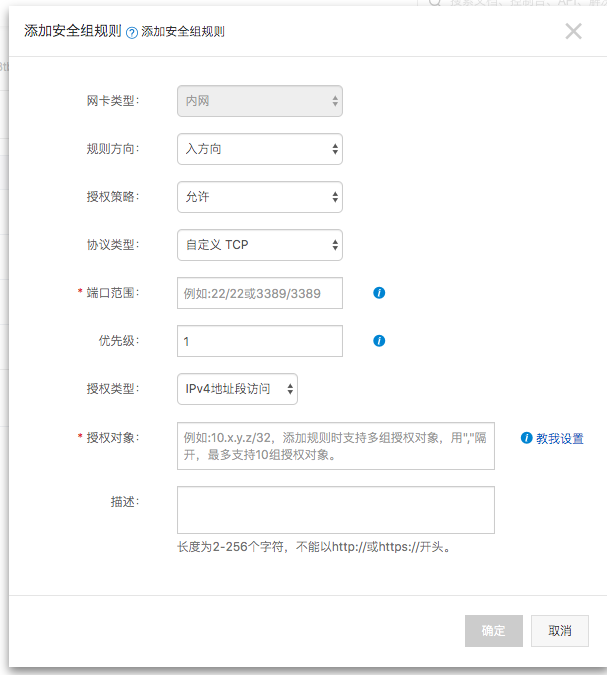 添加安全组规则 ? 添加安全组规则
网卡类型： 内网
规则方向： 入方向
授权策略： 允许
协议类型： 自定义 TCP
* 端口范围： 例如:22/22或3389/3389
优先级： 1
授权类型： IPv4地址段访问
* 授权对象： 例如:10.x.y.z/32，添加规则时支持多组授权对象，用","隔
开，最多支持10组授权对象。
教我设置
描述：
长度为2-256个字符，不能以http://或https://开头。
确定 取消